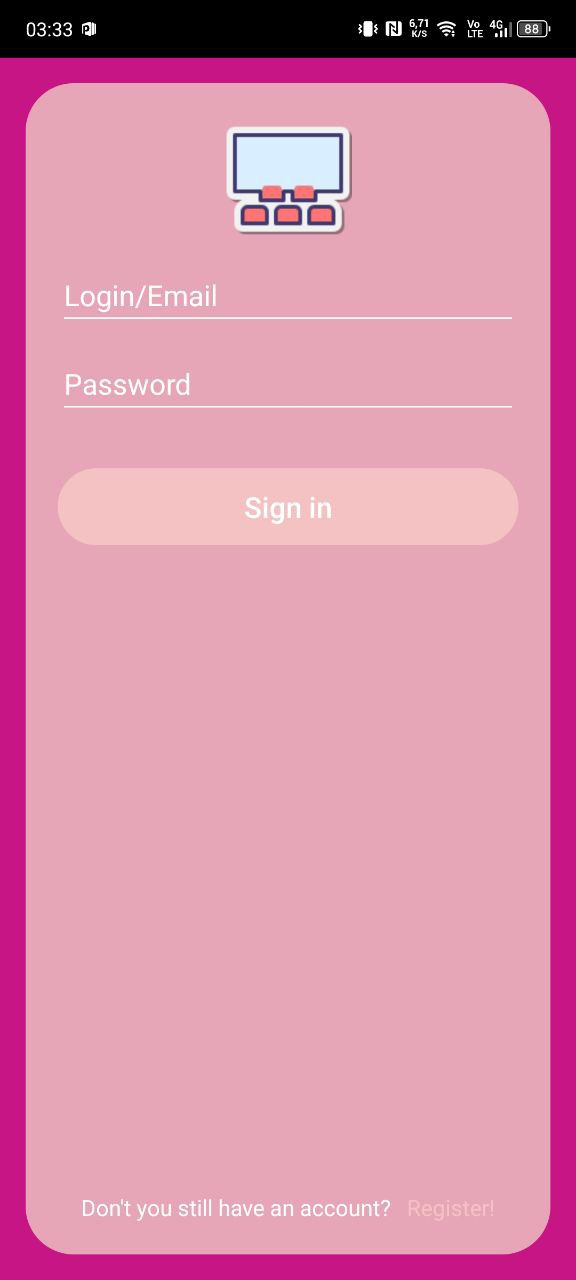 03:33 6,71 K/S Vo LTE 4G 88
Login/Email
Password
Sign in
Don't you still have an account? Register!